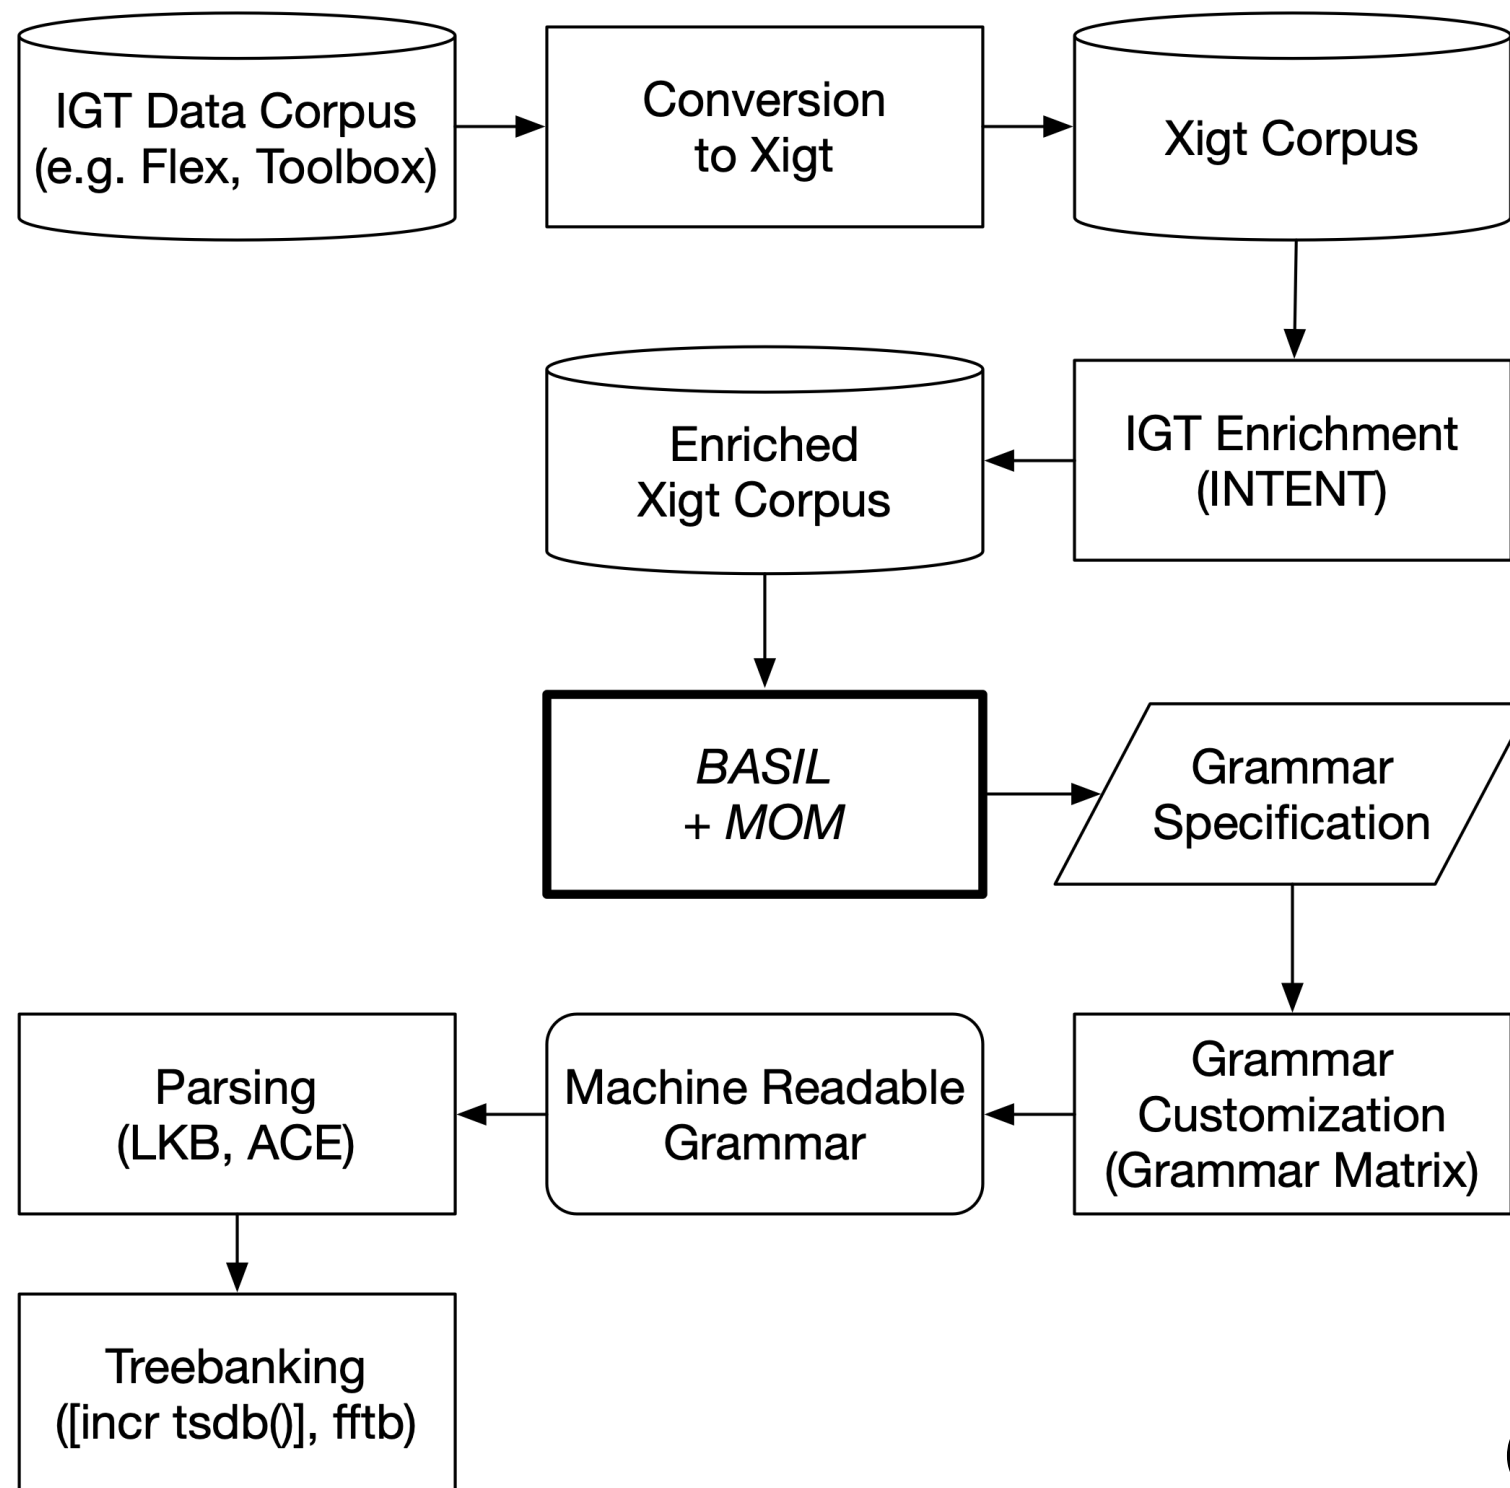 IGT Data Corpus
(e.g. Flex, Toolbox)
Conversion
to Xigt
Xigt Corpus
IGT Enrichment
(INTENT)
Enriched
Xigt Corpus
BASIL
+ MOM
Grammar
Specification
Grammar
Customization
(Grammar Matrix)
Machine Readable
Grammar
Parsing
(LKB, ACE)
Treebanking
([incr tsdb()], fftb)